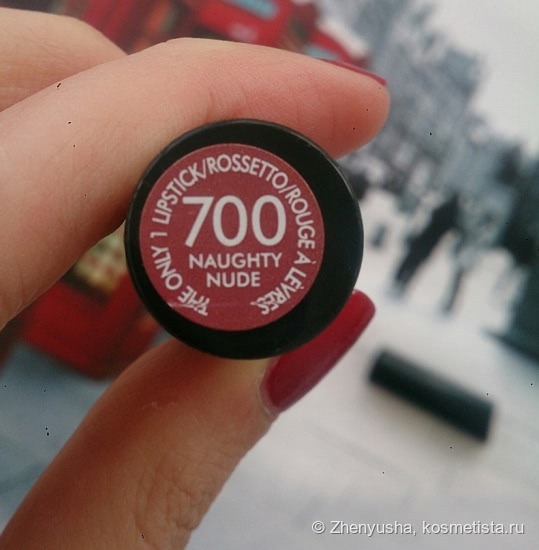 THE ONLY 1 LIPSTICK/ROSSETTO/ROUGE À LÈVRES
700
NAUGHTY
NUDE
© Zhenyusha, kosmetista.ru